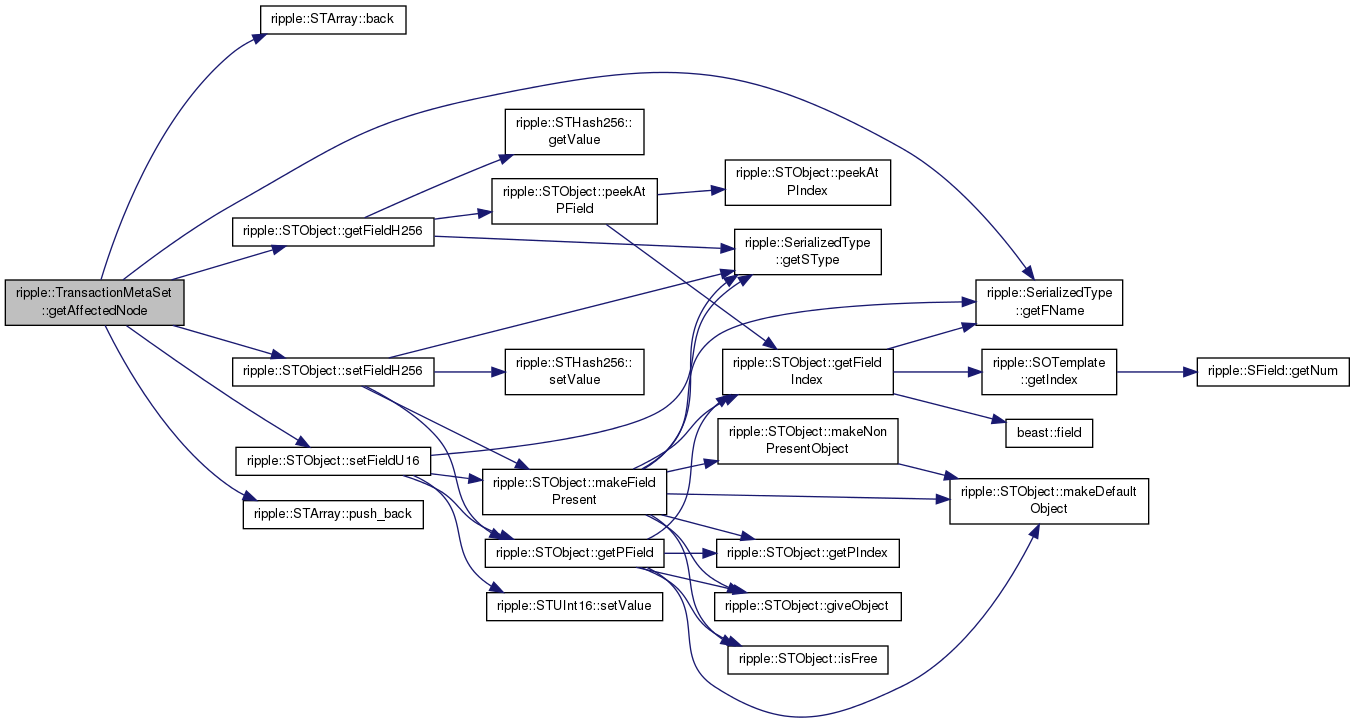 ripple::STArray::back
ripple::STHash256::
getValue
ripple::STObject::peekAt
PIndex
ripple::STObject::peekAt
PField
ripple::STObject::getFieldH256
ripple::SerializedType
::getSType
ripple::TransactionMetaSet
::getAffectedNode
ripple::SerializedType
::getFName
ripple::STObject::setFieldH256
ripple::STHash256::
setValue
ripple::STObject::getField
Index
ripple::SOTemplate
::getIndex
ripple::SField::getNum
beast::field
ripple::STObject::makeNon
PresentObject
ripple::STObject::setFieldU16
ripple::STObject::makeField
Present
ripple::STObject::makeDefault
Object
ripple::STArray::push_back
ripple::STObject::getPField
ripple::STObject::getPIndex
ripple::STUInt16::setValue
ripple::STObject::giveObject
ripple::STObject::isFree